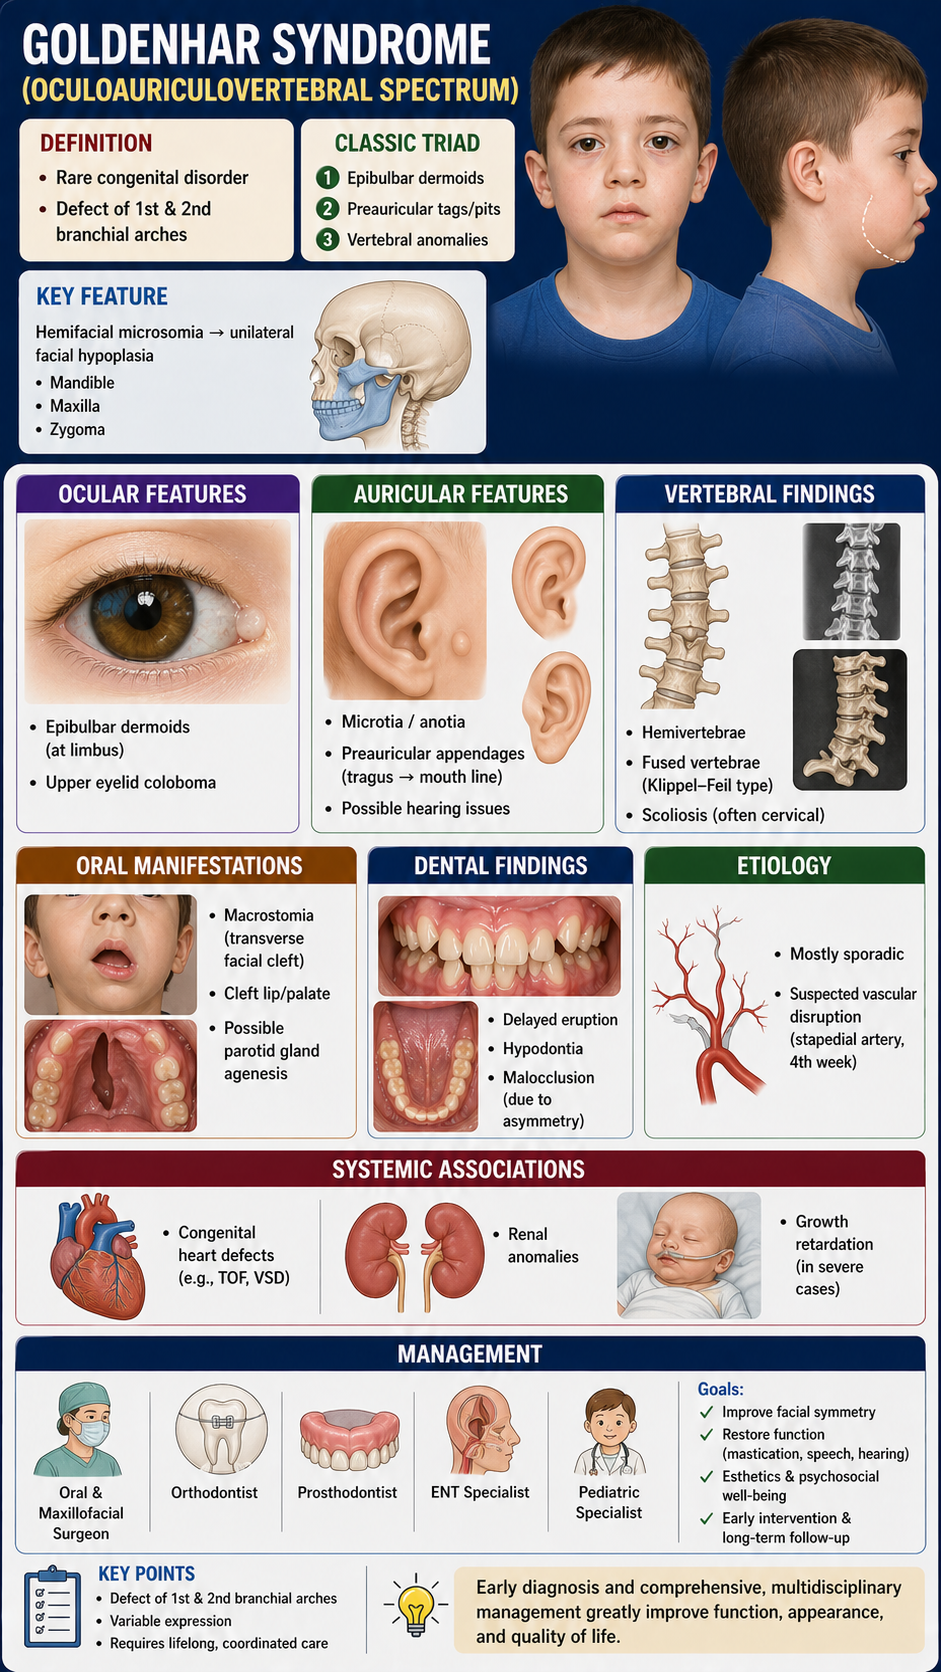 GOLDENHAR SYNDROME
(OCULOAURICULOVERTEBRAL SPECTRUM)
DEFINITION
• Rare congenital disorder
• Defect of 1st & 2nd
branchial arches
CLASSIC TRIAD
1 Epibulbar dermoids
2 Preauricular tags/pits
3 Vertebral anomalies
KEY FEATURE
Hemifacial microsomia → unilateral
facial hypoplasia
• Mandible
• Maxilla
• Zygoma
OCULAR FEATURES
• Epibulbar dermoids
(at limbus)
• Upper eyelid coloboma
AURICULAR FEATURES
• Microtia / anotia
• Preauricular appendages
(tragus → mouth line)
• Possible hearing issues
VERTEBRAL FINDINGS
• Hemivertebrae
• Fused vertebrae
(Klippel–Feil type)
• Scoliosis (often cervical)
ORAL MANIFESTATIONS
• Macrostomia
(transverse
facial cleft)
• Cleft lip/palate
• Possible
parotid gland
agenesis
DENTAL FINDINGS
• Delayed eruption
• Hypodontia
• Malocclusion
(due to
asymmetry)
ETIOLOGY
• Mostly sporadic
• Suspected vascular
disruption
(stapedial artery,
4th week)
SYSTEMIC ASSOCIATIONS
• Congenital
heart defects
(e.g., TOF, VSD)
• Renal
anomalies
• Growth
retardation
(in severe
cases)
MANAGEMENT
Oral &
Maxillofacial
Surgeon
Orthodontist
Prosthodontist
ENT Specialist
Pediatric
Specialist
Goals:
✓ Improve facial symmetry
✓ Restore function
(mastication, speech, hearing)
✓ Esthetics & psychosocial
well-being
✓ Early intervention &
long-term follow-up
KEY POINTS
• Defect of 1st & 2nd branchial arches
• Variable expression
• Requires lifelong, coordinated care
Early diagnosis and comprehensive, multidisciplinary
management greatly improve function, appearance,
and quality of life.